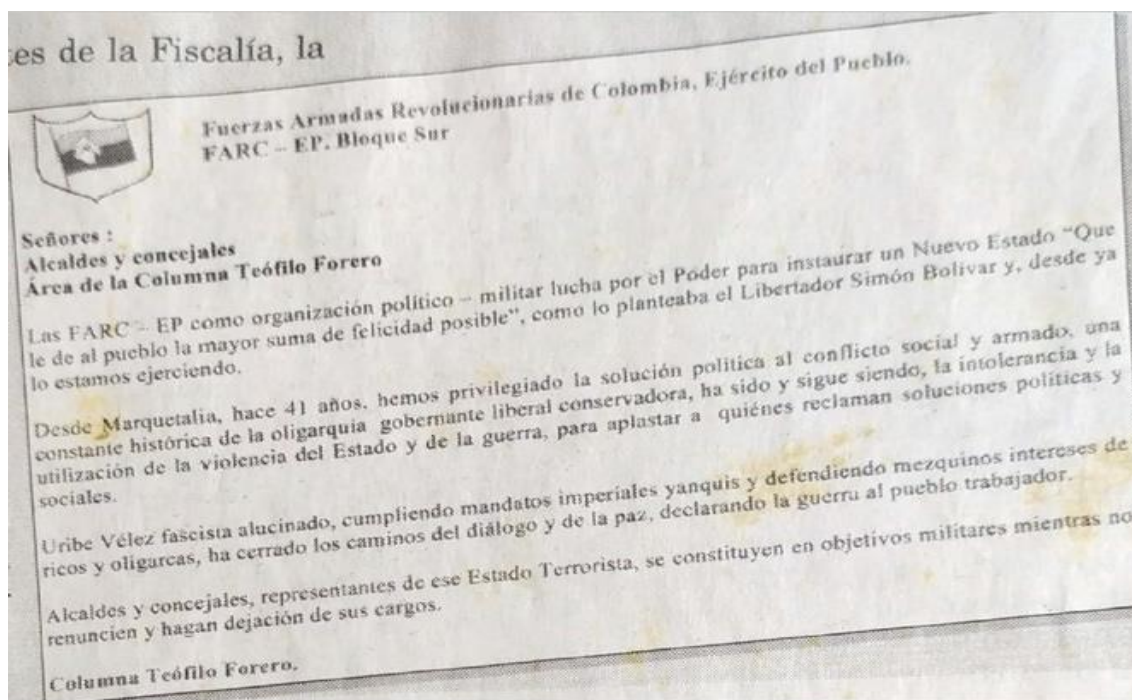 es de la Fiscalía, la
Fuerzas Armadas Revolucionarias de Colombia, Ejército del Pueblo.
FARC – EP. Bloque Sur
Señores :
Alcaldes y concejales
Área de la Columna Teófilo Forero
Las FARC – EP como organización político – militar lucha por el Poder para instaurar un Nuevo Estado “Que
le de al pueblo la mayor suma de felicidad posible”, como lo planteaba el Libertador Simón Bolívar y, desde ya
lo estamos ejerciendo.
Desde Marquetalia, hace 41 años, hemos privilegiado la solución política al conflicto social y armado, una
constante histórica de la oligarquía gobernante liberal conservadora, ha sido y sigue siendo, la intolerancia y la
utilización de la violencia del Estado y de la guerra, para aplastar a quiénes reclaman soluciones políticas y
sociales.
Uribe Vélez fascista alucinado, cumpliendo mandatos imperiales yanquis y defendiendo mezquinos intereses de
ricos y oligarcas, ha cerrado los caminos del diálogo y de la paz, declarando la guerra al pueblo trabajador.
Alcaldes y concejales, representantes de ese Estado Terrorista, se constituyen en objetivos militares mientras no
renuncien y hagan dejación de sus cargos.
Columna Teófilo Forero.